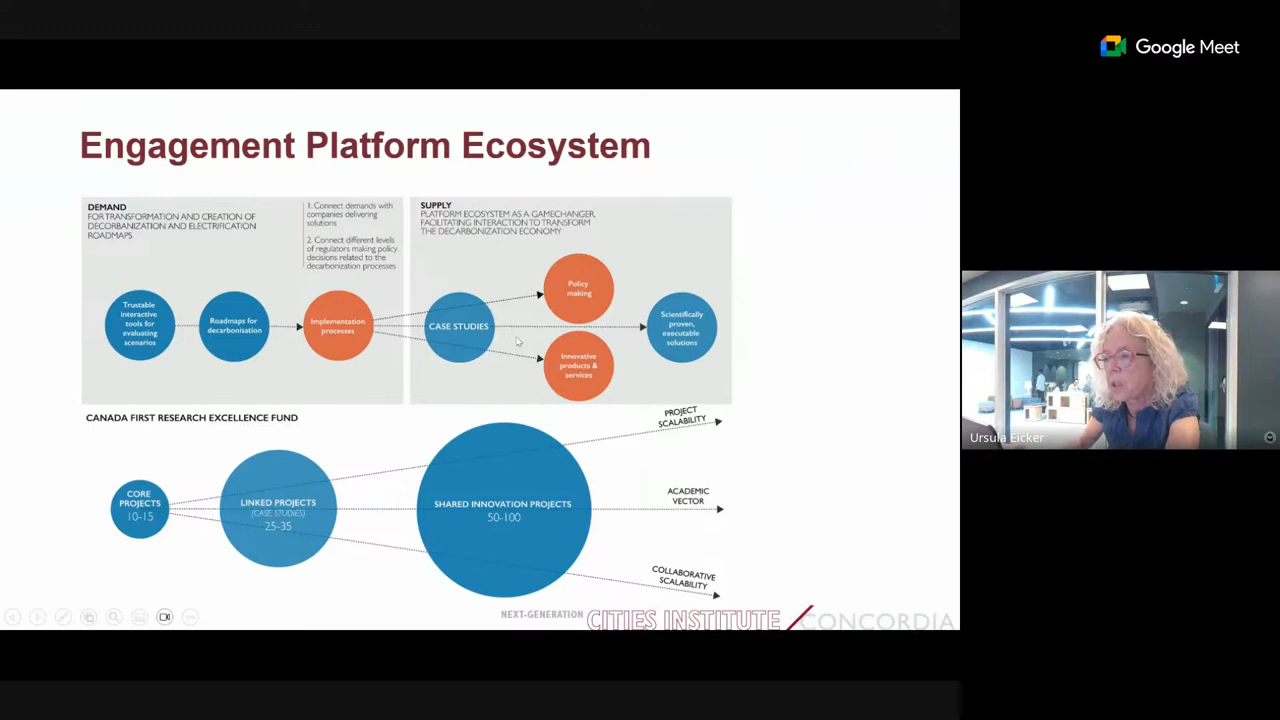 Google Meet
Engagement Platform Ecosystem
DEMAND
FOR TRANSFORMATION AND CREATION OF
DECORBANIZATION AND ELECTRIFICATION
ROADMAPS
1. Connect demands with
companies delivering
solutions
2. Connect different levels
of regulators making policy
decisions related to the
decarbonization processes
SUPPLY
PLATFORM ECOSYSTEM AS A GAMECHANGER,
FACILITATING INTERACTION TO TRANSFORM
THE DECARBONIZATION ECONOMY
Trustable
interactive
tools for
evaluating
scenarios
Roadmaps for
decarbonisation
Implementation
processes
CASE STUDIES
Policy
making
Innovative
products &
services
Scientifically
proven,
executable
solutions
CANADA FIRST RESEARCH EXCELLENCE FUND
CORE
PROJECTS
10-15
LINKED PROJECTS
(CASE STUDIES)
25-35
SHARED INNOVATION PROJECTS
50-100
PROJECT
SCALABILITY
ACADEMIC
VECTOR
COLLABORATIVE
SCALABILITY
NEXT-GENERATION CITIES INSTITUTE
CONCORDIA
Ursula Eicker